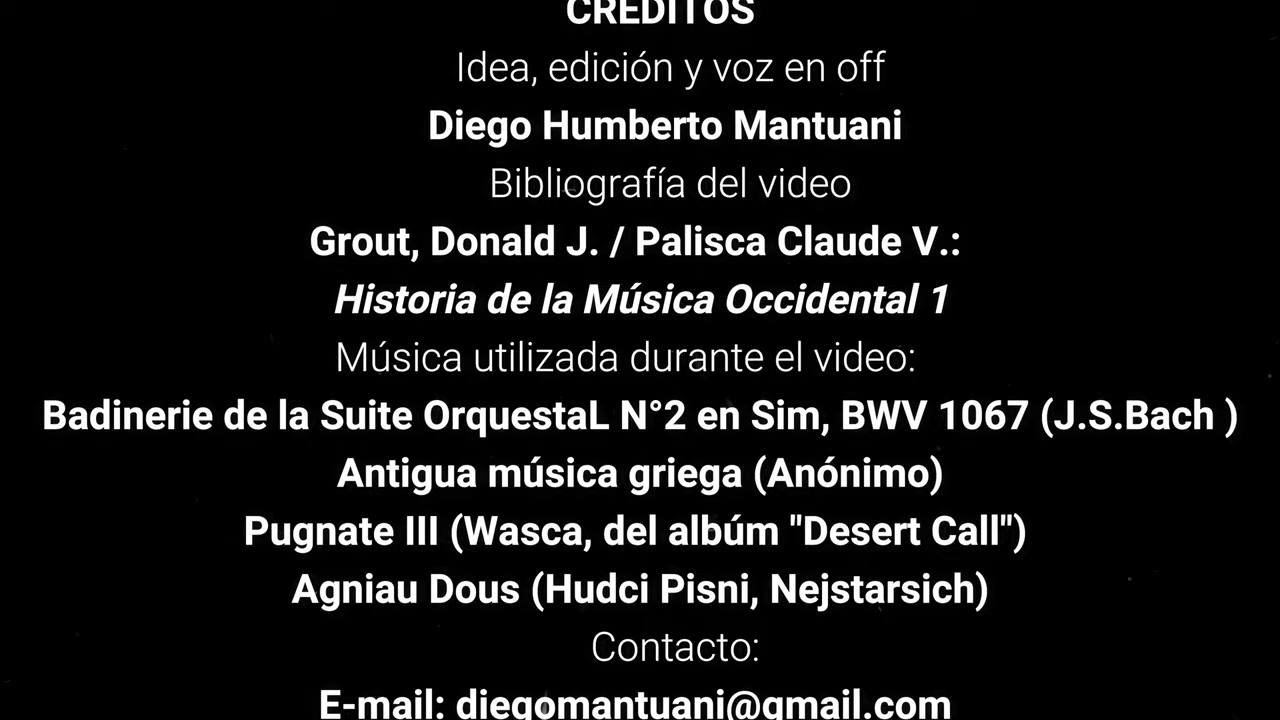 CRÉDITOS
Idea, edición y voz en off
Diego Humberto Mantuani
Bibliografía del video
Grout, Donald J. / Palisca Claude V.:
Historia de la Música Occidental 1
Música utilizada durante el video:
Badinerie de la Suite OrquestaL N°2 en Sim, BWV 1067 (J.S.Bach )
Antigua música griega (Anónimo)
Pugnate III (Wasca, del albúm "Desert Call")
Agniau Dous (Hudci Pisni, Nejstarsich)
Contacto:
E-mail: diegomantuani@gmail.com